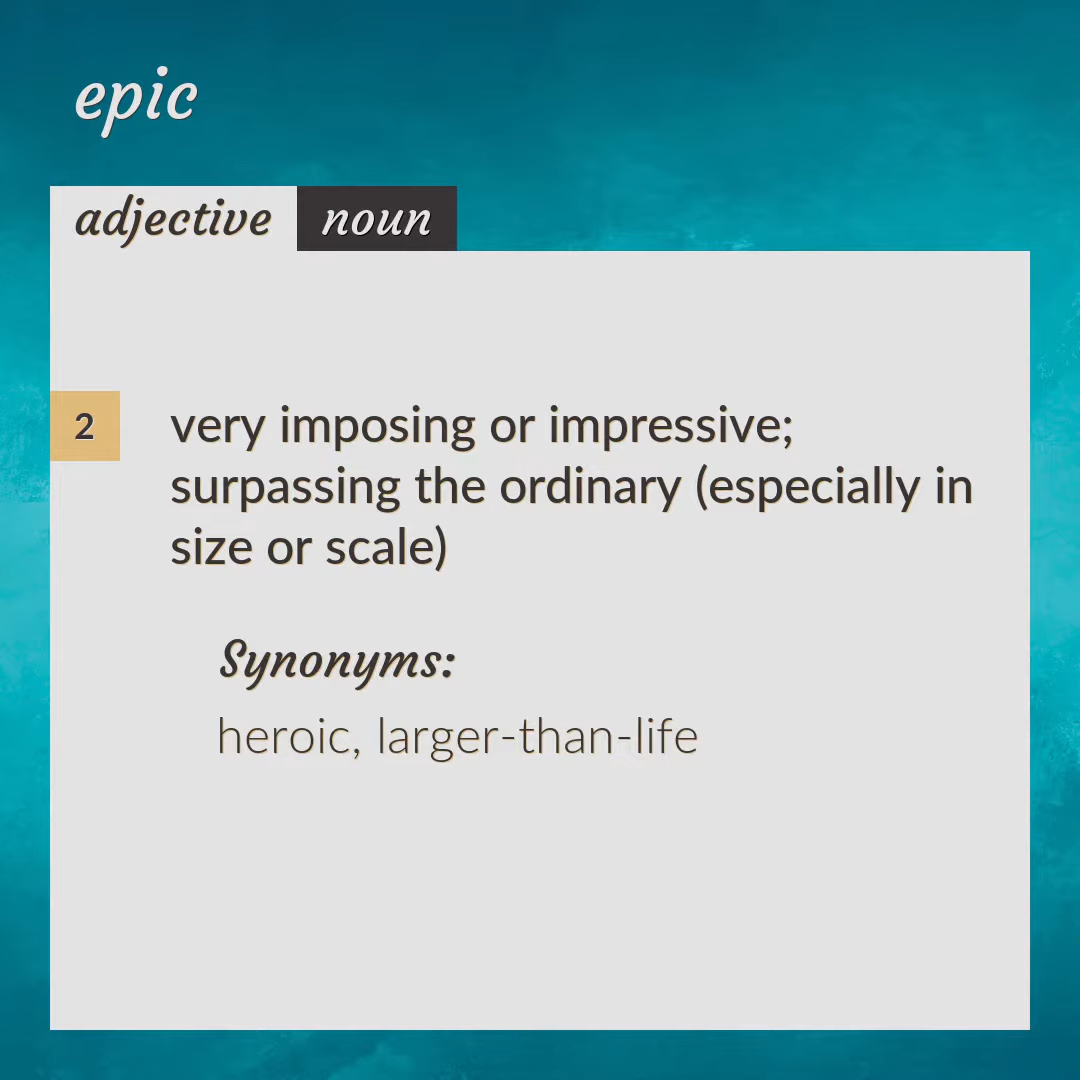 epic
adjective noun
2 very imposing or impressive;
surpassing the ordinary (especially in
size or scale)
Synonyms:
heroic, larger-than-life